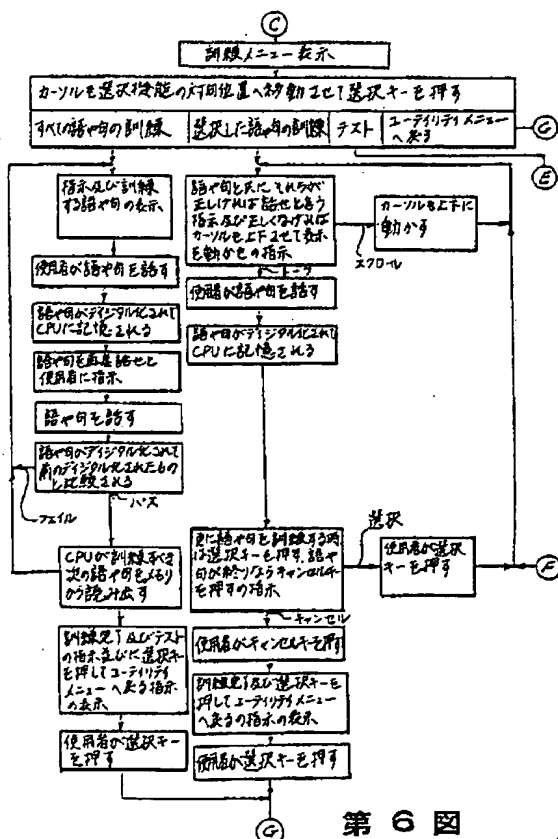 C
訓練メニュー表示
カーソルを選択機能の対向位置へ移動させて選択キーを押す
すべての語や句の訓練
選択した語や句の訓練
テスト
ユーティリティメニュー
へ戻る
G
E
指示及び訓練
する語や句の表示
使用者が語や句を話す
語や句がディジタル化されて
CPUに記憶される
語や句を再度話せと
使用者に指示
語や句を話す
語や句がディジタル化されて
前のディジタル化されたもの
と比較される
フェイル
パス
CPUが訓練すべき
次の語や句をメモリ
から読み出す
訓練完了及びテスト
の指示並びに選択キー
を押してユーティリティ
メニューへ戻る指示
の表示
使用者が選択キー
を押す
語や句と共にそれらが
正しければ話せと言う
指示及び正しくなければ
カーソルを上下させて表示
を動かせの指示
トーク
スクロール
カーソルを上下に
動かす
使用者が語や句を話す
語や句がディジタル化されて
CPUに記憶される
更に語や句を訓練する時
は選択キーを押す、語や
句が終りならキャンセルキー
を押すの指示
選択
使用者が選択
キーを押す
F
キャンセル
使用者がキャンセルキーを押す
訓練完了及び選択キーを
押してユーティリティメニュー
へ戻るの指示の表示
使用者が選択キーを
押す
G
第6図